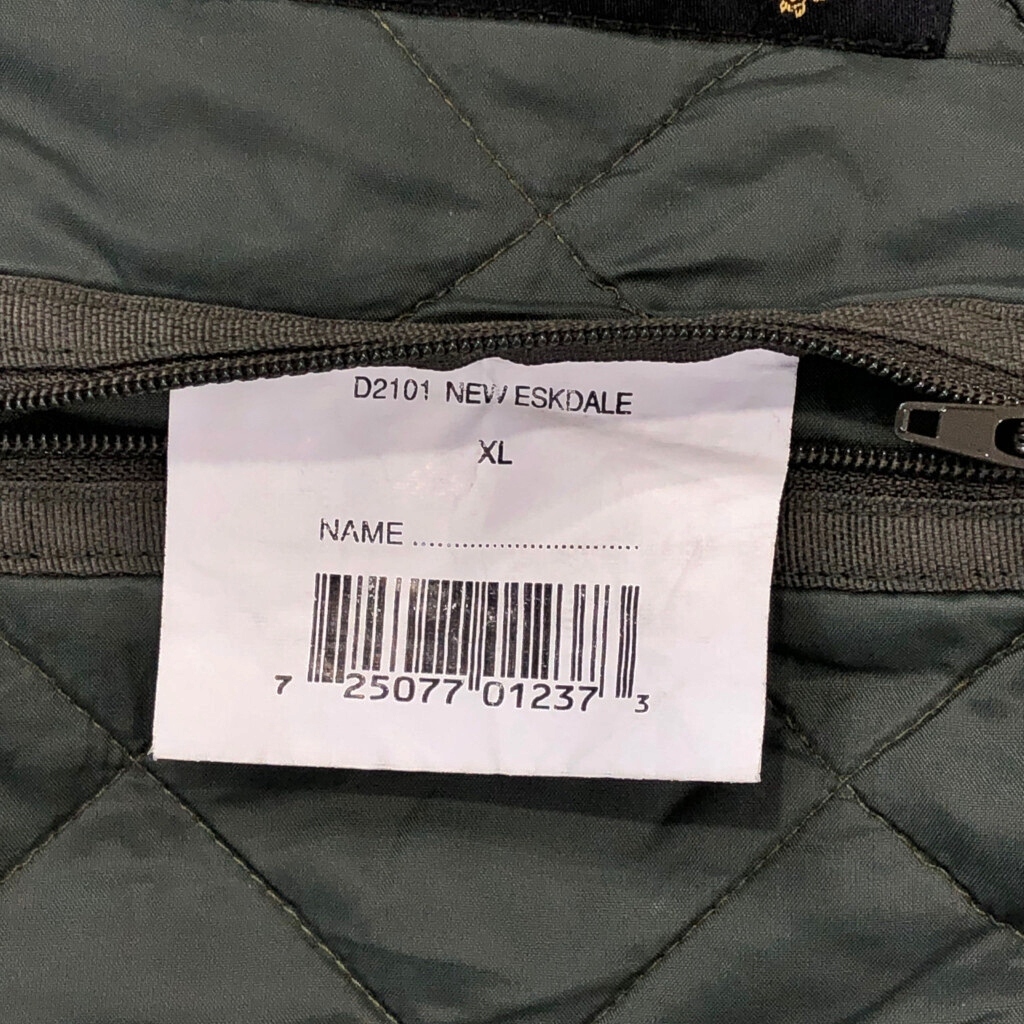 D2101 NEW ESKDALE
XL
NAME ........................................
7 25077 01237 3